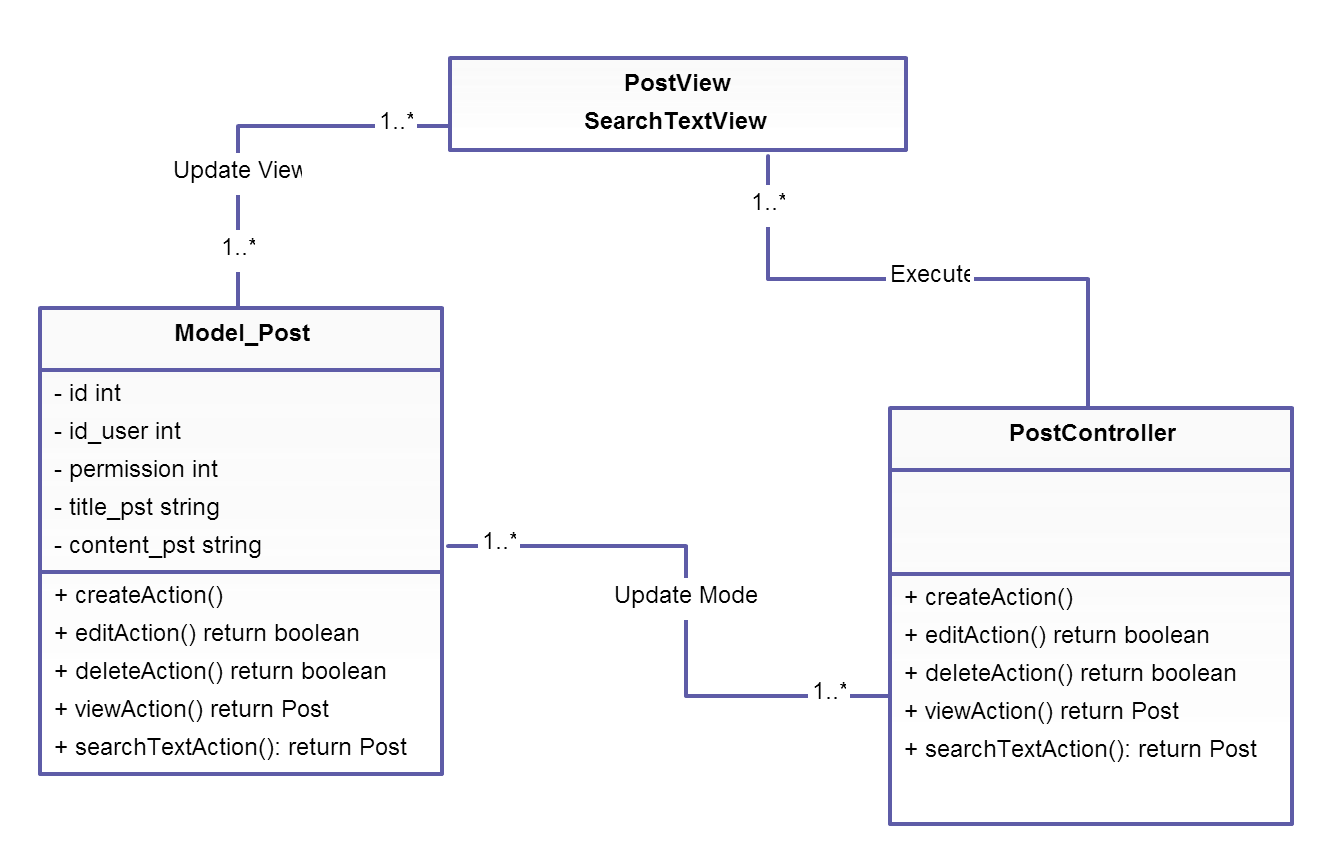 PostView
SearchTextView
1..*
Update View
1..*
1..*
Execute
Model_Post
- id int
- id_user int
- permission int
- title_pst string
- content_pst string
+ createAction()
+ editAction() return boolean
+ deleteAction() return boolean
+ viewAction() return Post
+ searchTextAction(): return Post
1..*
Update Mode
1..*
PostController
+ createAction()
+ editAction() return boolean
+ deleteAction() return boolean
+ viewAction() return Post
+ searchTextAction(): return Post